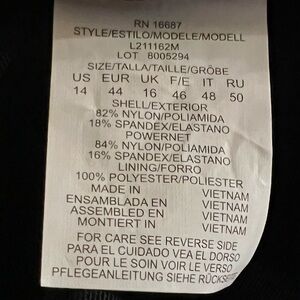 RN 16687
STYLE/ESTILO/MODELE/MODELL
L211162M
LOT 6005294
SIZE/TALLA/TAILLE/GRÖBE
US EUR UK F/E IT RU
14 44 16 46 48 50
SHELL/EXTERIOR
82% NYLON/POLIAMIDA
18% SPANDEX/ELASTANO
POWERNET
84% NYLON/POLIAMIDA
16% SPANDEX/ELASTANO
LINING/FORRO
100% POLYESTER/POLIESTER
MADE IN VIETNAM
ENSAMBLADA EN VIETNAM
ASSEMBLED EN VIETNAM
MONTIERT IN VIETNAM
FOR CARE SEE REVERSE SIDE
PARA EL CUIDADO VEA EL DORSO
POUR LE SOIN VOIR LE VERSO
PFLEGEANLEITUNG SIEHE RÜCKSE